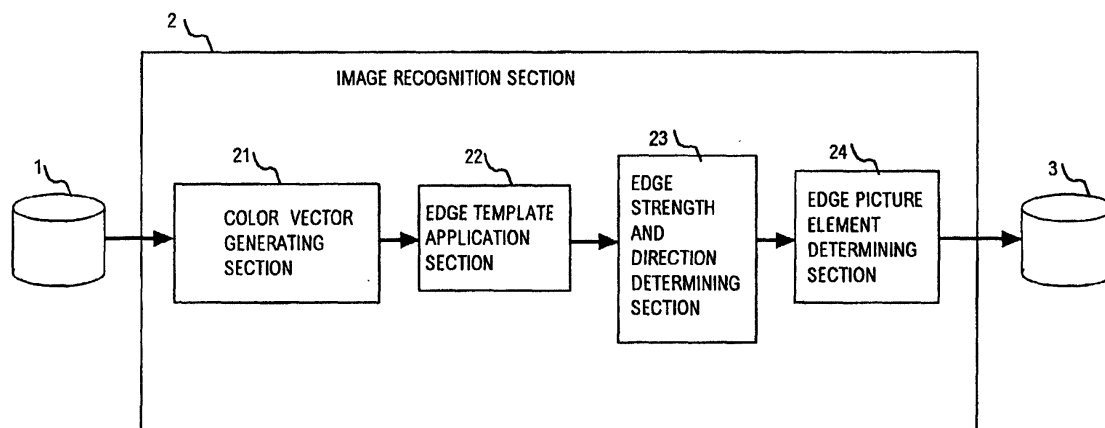 2
IMAGE RECOGNITION SECTION
1
21
COLOR VECTOR
GENERATING
SECTION
22
EDGE TEMPLATE
APPLICATION
SECTION
23
EDGE
STRENGTH
AND
DIRECTION
DETERMINING
SECTION
24
EDGE PICTURE
ELEMENT
DETERMINING
SECTION
3